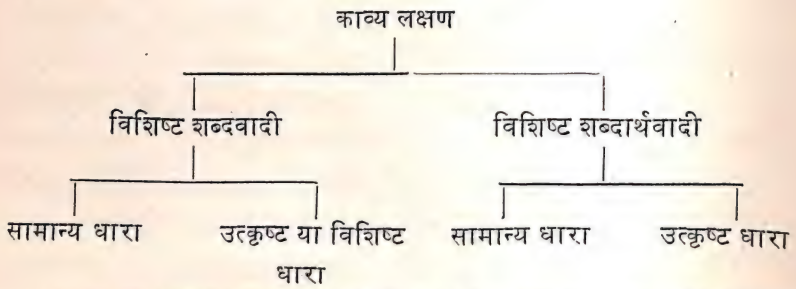 काव्य लक्षण
विशिष्ट शब्दवादी विशिष्ट शब्दार्थवादी
सामान्य धारा उत्कृष्ट या विशिष्ट सामान्य धारा उत्कृष्ट धारा
धारा